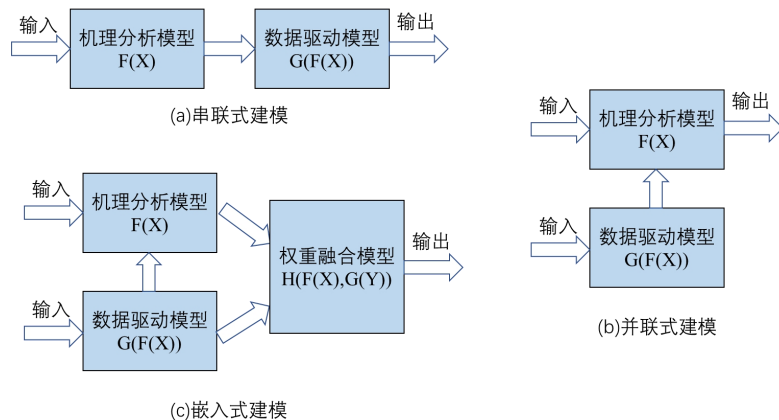 输入
机理分析模型
F(X)
数据驱动模型
G(F(X))
输出
(a)串联式建模
输入
机理分析模型
F(X)
输出
输入
数据驱动模型
G(F(X))
(b)并联式建模
输入
机理分析模型
F(X)
输入
数据驱动模型
G(F(X))
权重融合模型
H(F(X),G(Y))
输出
(c)嵌入式建模